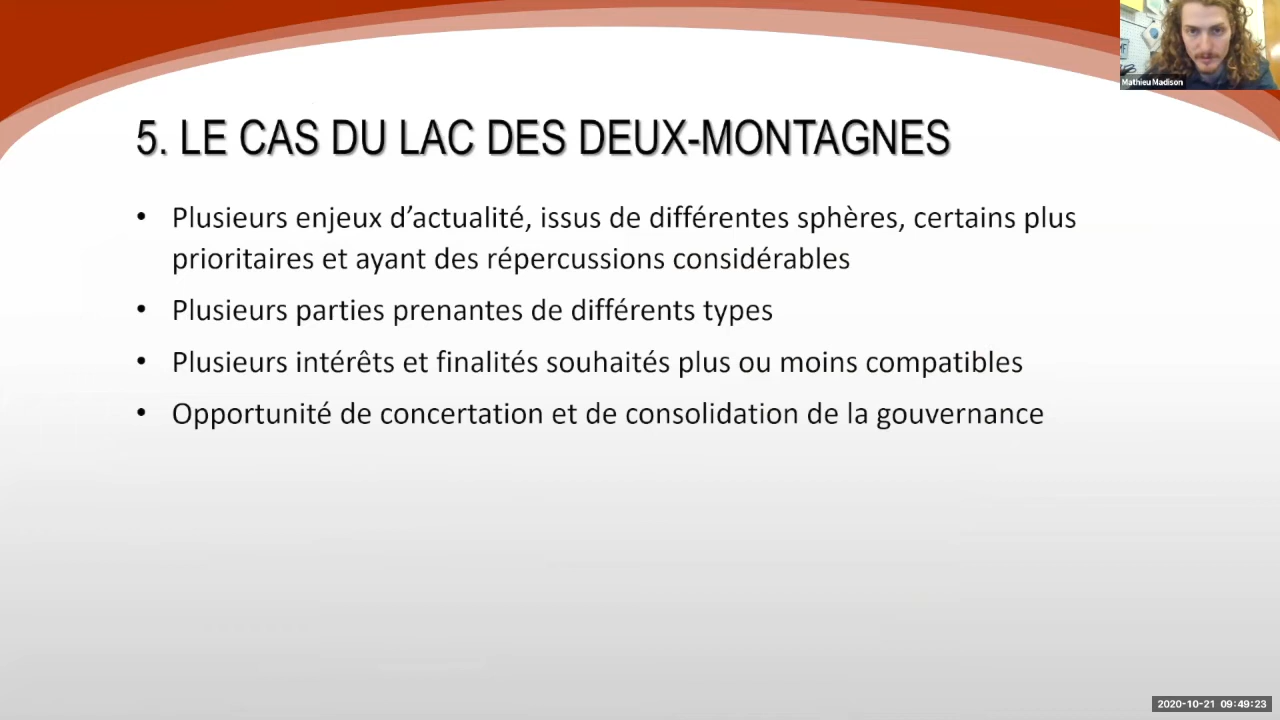 Mathieu Madison
5. LE CAS DU LAC DES DEUX-MONTAGNES
• Plusieurs enjeux d’actualité, issus de différentes sphères, certains plus
prioritaires et ayant des répercussions considérables
• Plusieurs parties prenantes de différents types
• Plusieurs intérêts et finalités souhaités plus ou moins compatibles
• Opportunité de concertation et de consolidation de la gouvernance
2020-10-21 09:49:23